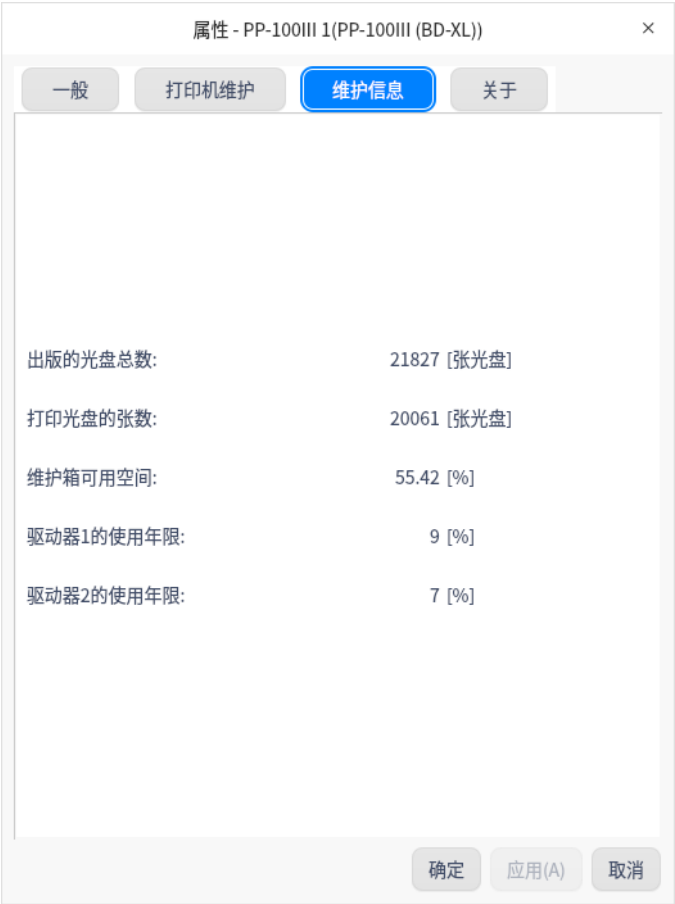 属性 - PP-100III 1(PP-100III (BD-XL)) ×
一般 打印机维护 维护信息 关于
出版的光盘总数: 21827 [张光盘]
打印光盘的张数: 20061 [张光盘]
维护箱可用空间: 55.42 [%]
驱动器1的使用年限: 9 [%]
驱动器2的使用年限: 7 [%]
确定 应用(A) 取消